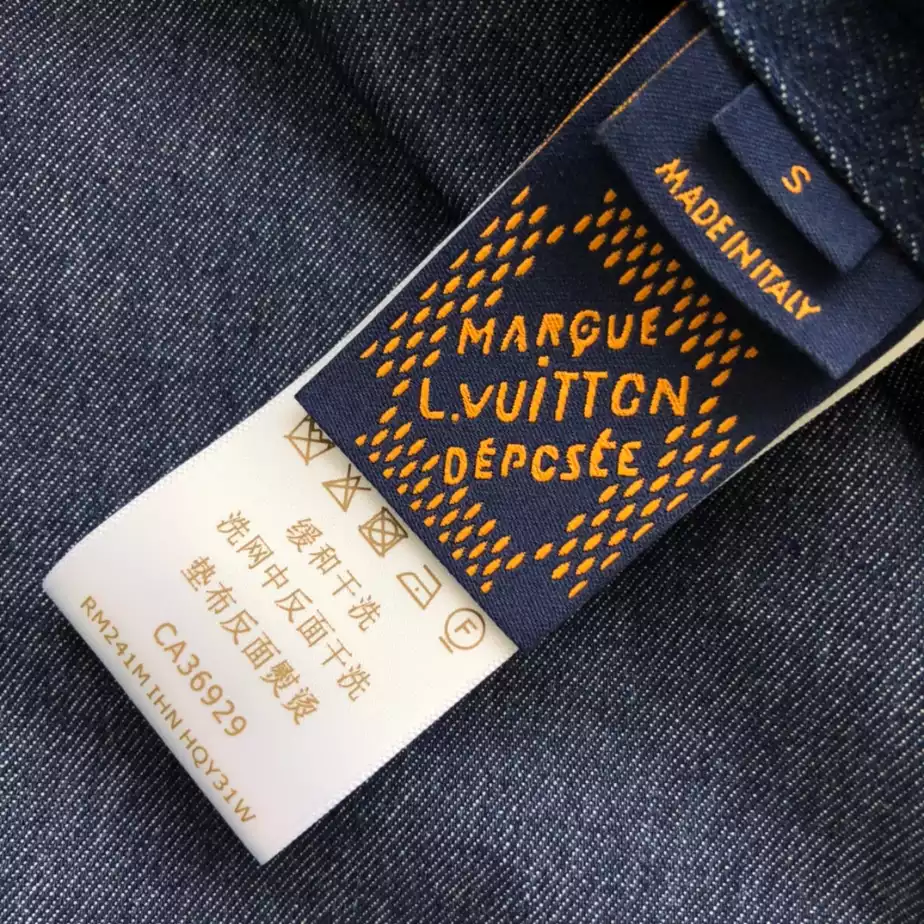 S
MADE IN ITALY
MARQUE
L.VUITTON
DÉPOSÉE
F
缓和干洗
洗网中反面干洗
垫布反面熨烫
CA36929
RM241M IHN HQY31W